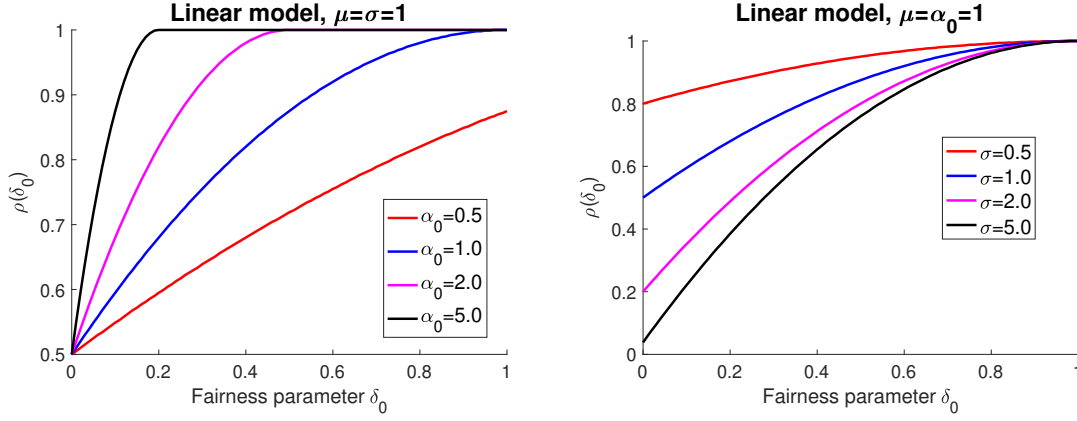 Linear model, μ=σ=1
ρ(δ₀)
1
0.9
0.8
0.7
0.6
0.5
0 0.2 0.4 0.6 0.8 1
Fairness parameter δ₀
α₀=0.5
α₀=1.0
α₀=2.0
α₀=5.0
Linear model, μ=α₀=1
ρ(δ₀)
1
0.8
0.6
0.4
0.2
0
0 0.2 0.4 0.6 0.8 1
Fairness parameter δ₀
σ=0.5
σ=1.0
σ=2.0
σ=5.0